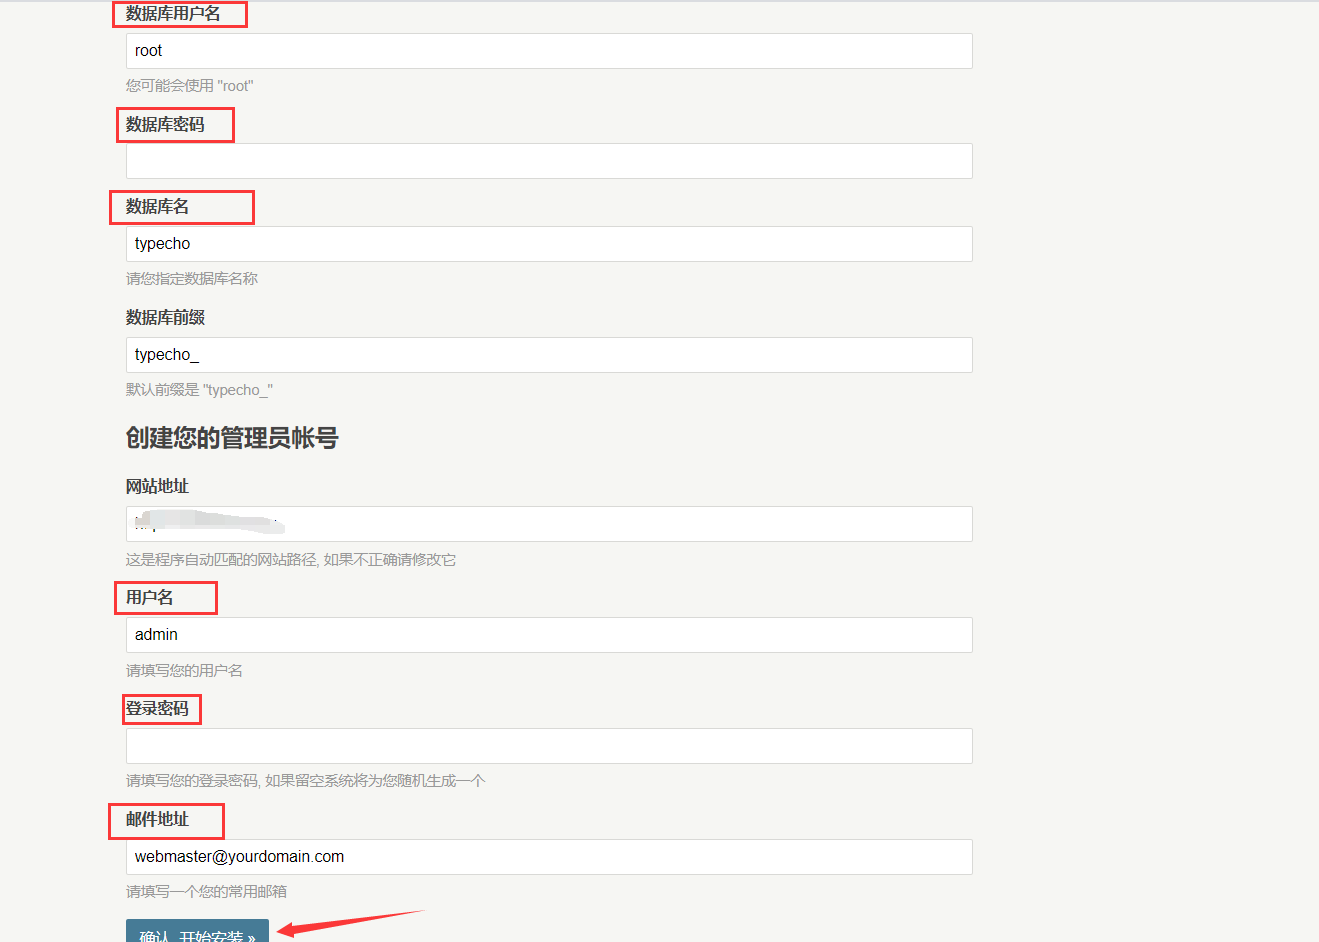 数据库用户名
root
您可能会使用 "root"
数据库密码
数据库名
typecho
请您指定数据库名称
数据库前缀
typecho_
默认前缀是 "typecho_"
创建您的管理员帐号
网站地址
这是程序自动匹配的网站路径, 如果不正确请修改它
用户名
admin
请填写您的用户名
登录密码
请填写您的登录密码, 如果留空系统将为您随机生成一个
邮件地址
webmaster@yourdomain.com
请填写一个您的常用邮箱
确认, 开始安装 »